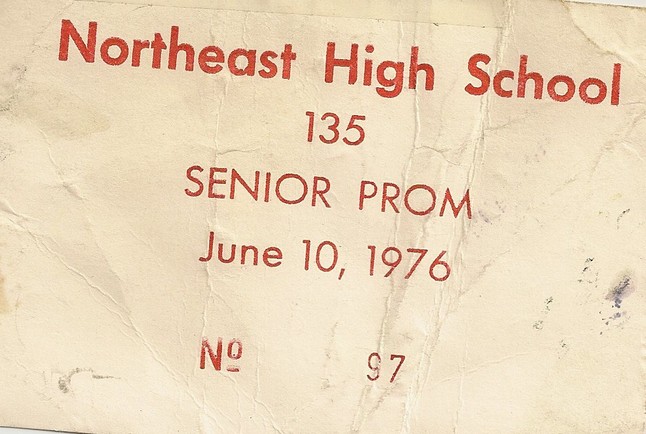 Northeast High School
135
SENIOR PROM
June 10, 1976
Nº 97